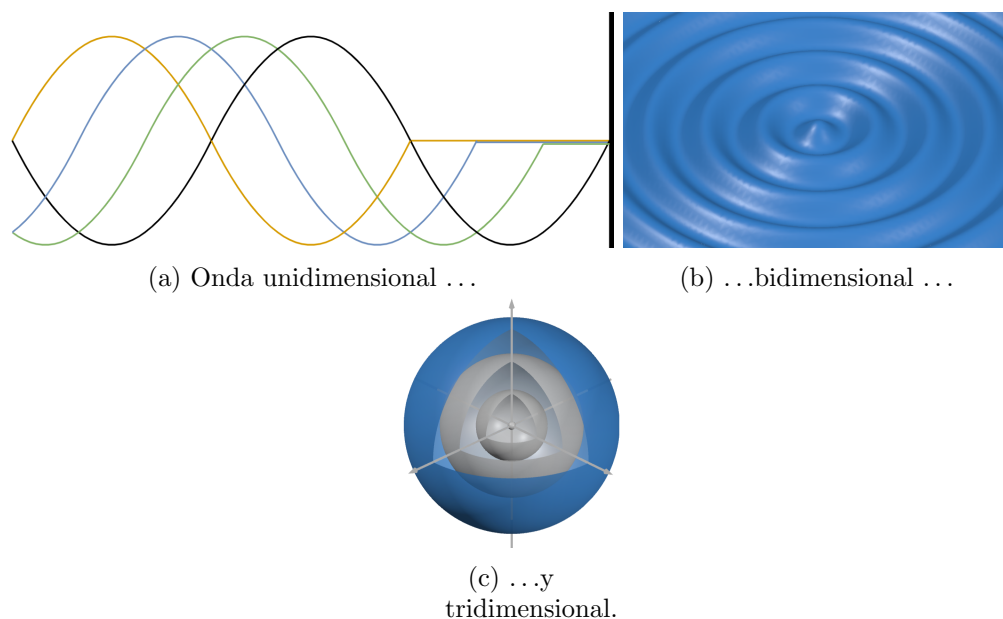 (a) Onda unidimensional ...
(b) ...bidimensional ...
(c) ...y
tridimensional.